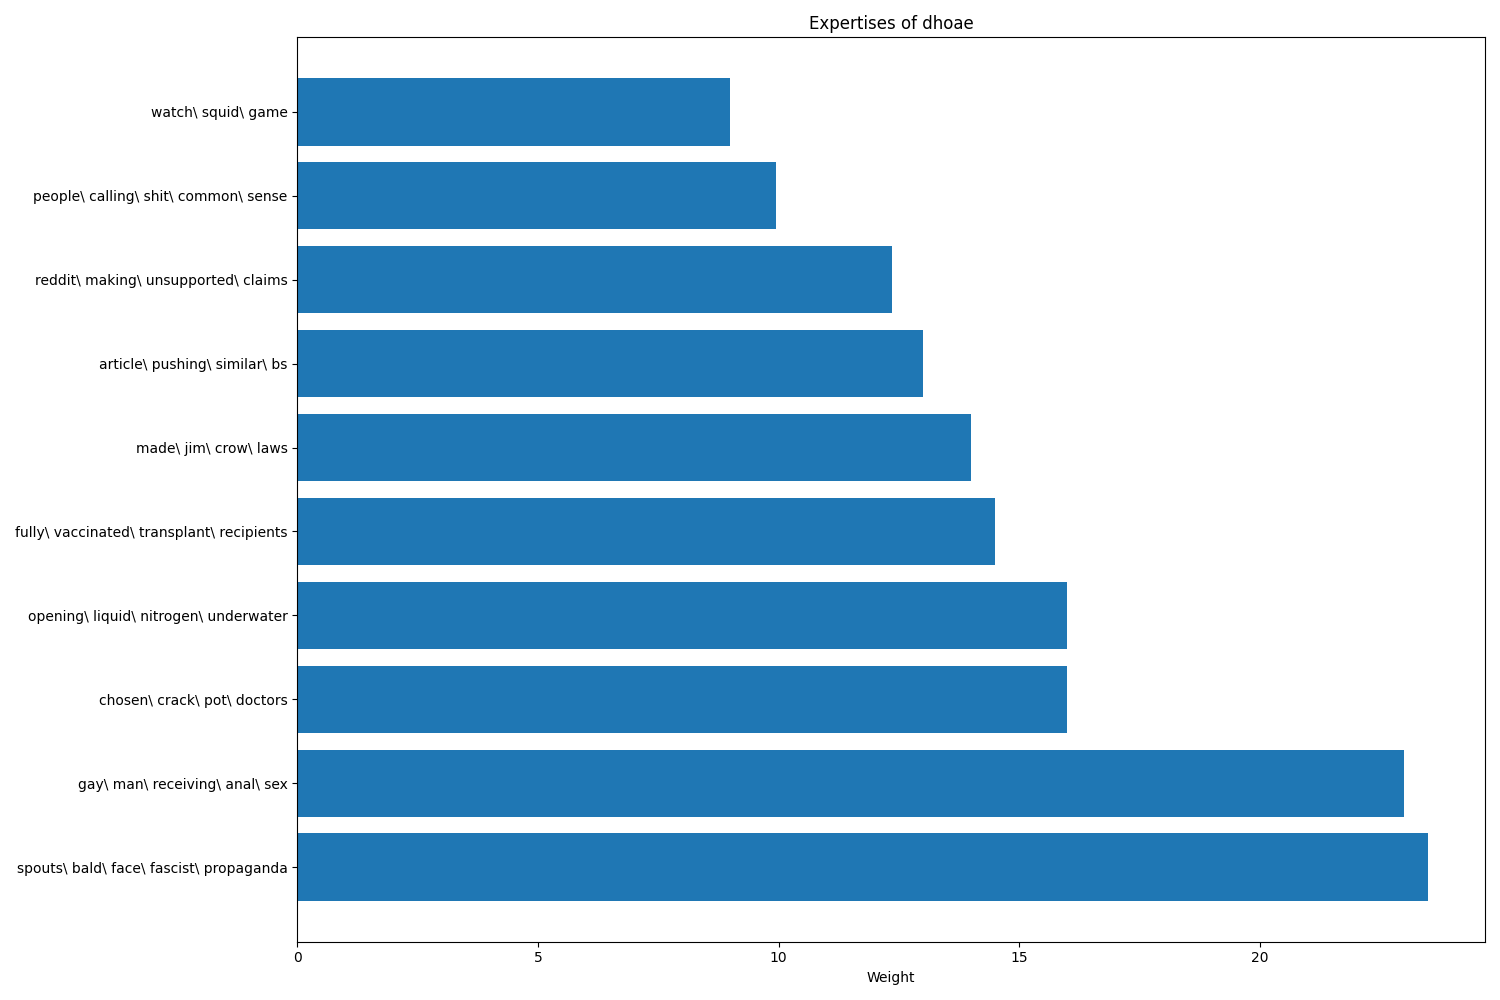 Expertises of dhoae
watch\ squid\ game
people\ calling\ shit\ common\ sense
reddit\ making\ unsupported\ claims
article\ pushing\ similar\ bs
made\ jim\ crow\ laws
fully\ vaccinated\ transplant\ recipients
opening\ liquid\ nitrogen\ underwater
chosen\ crack\ pot\ doctors
gay\ man\ receiving\ anal\ sex
spouts\ bald\ face\ fascist\ propaganda
0 5 10 15 20
Weight